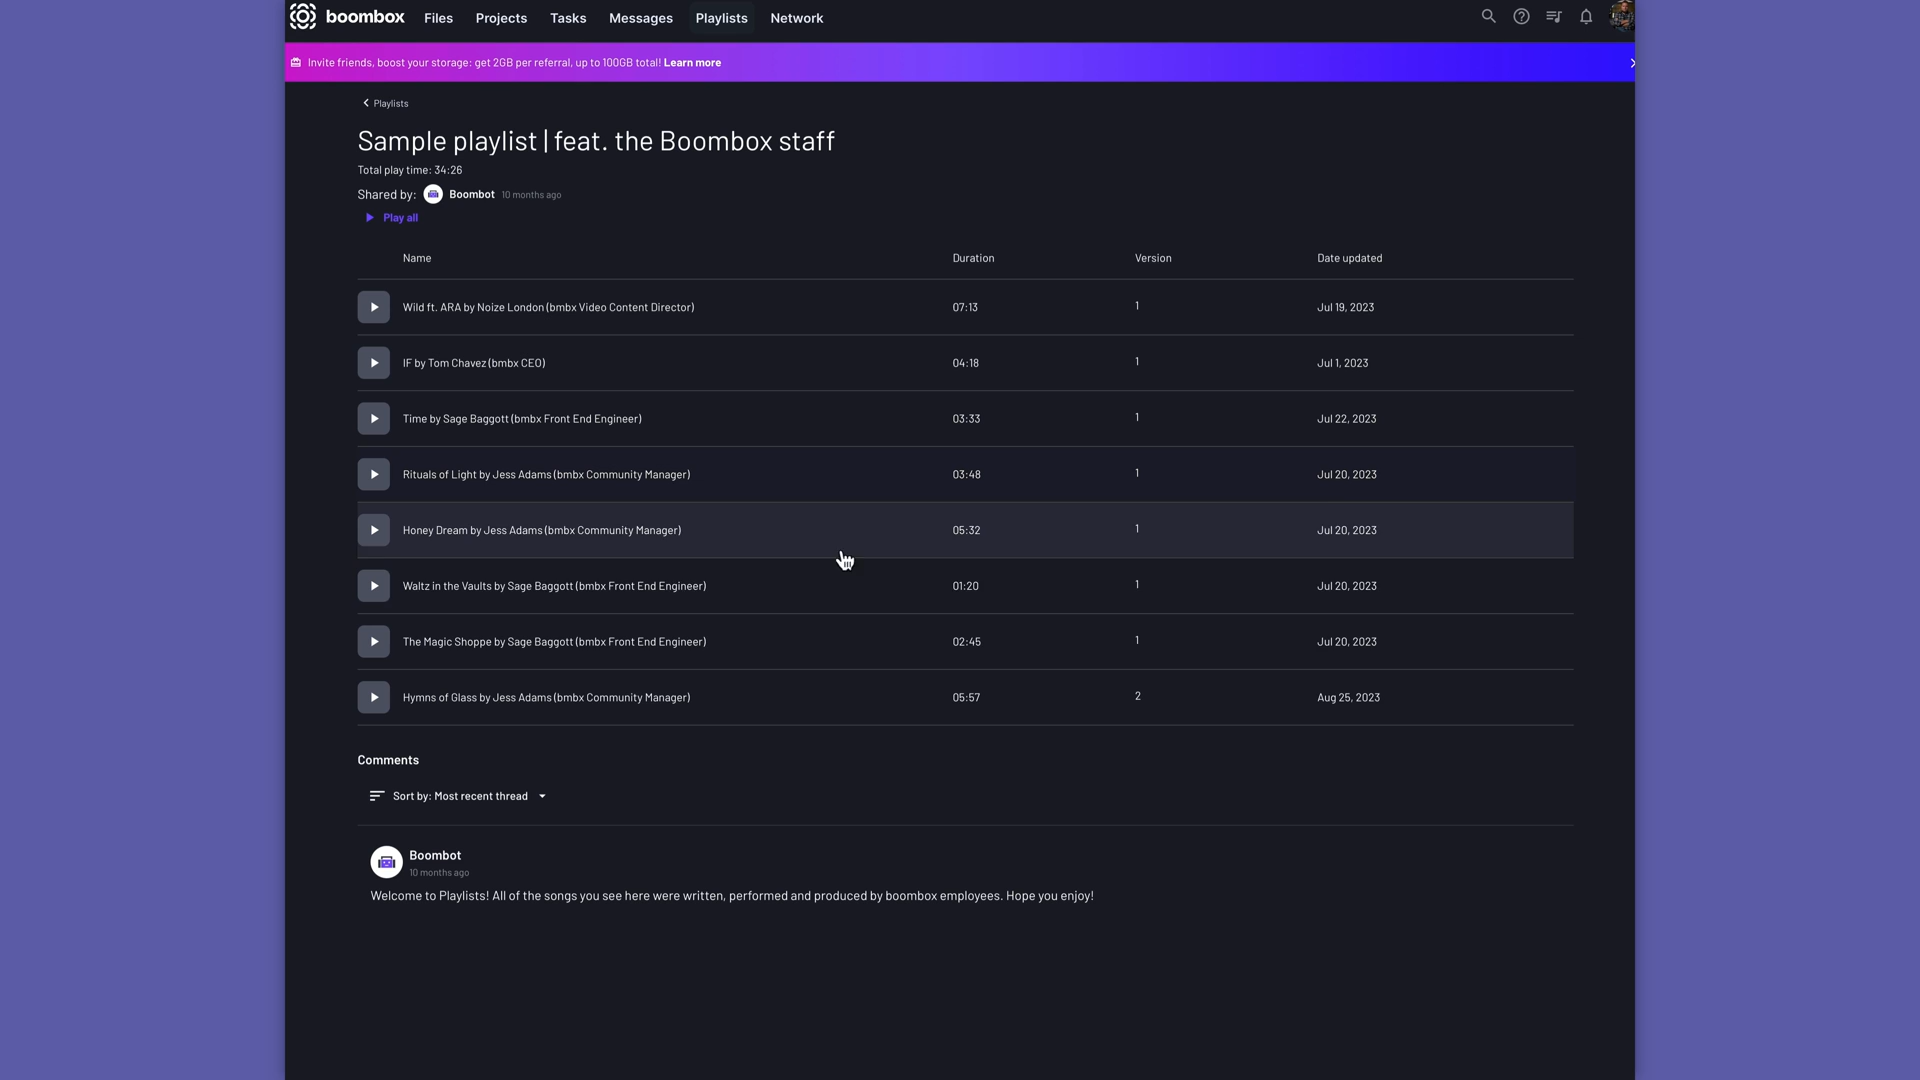 boombox Files Projects Tasks Messages Playlists Network
Invite friends, boost your storage: get 2GB per referral, up to 100GB total! Learn more
Playlists
Sample playlist | feat. the Boombox staff
Total play time: 34:26
Shared by: Boombot 10 months ago
Play all
Name Duration Version Date updated
Wild ft. ARA by Noize London (bmbx Video Content Director) 07:13 1 Jul 19, 2023
IF by Tom Chavez (bmbx CEO) 04:18 1 Jul 1, 2023
Time by Sage Baggott (bmbx Front End Engineer) 03:33 1 Jul 22, 2023
Rituals of Light by Jess Adams (bmbx Community Manager) 03:48 1 Jul 20, 2023
Honey Dream by Jess Adams (bmbx Community Manager) 05:32 1 Jul 20, 2023
Waltz in the Vaults by Sage Baggott (bmbx Front End Engineer) 01:20 1 Jul 20, 2023
The Magic Shoppe by Sage Baggott (bmbx Front End Engineer) 02:45 1 Jul 20, 2023
Hymns of Glass by Jess Adams (bmbx Community Manager) 05:57 2 Aug 25, 2023
Comments
Sort by: Most recent thread
Boombot
10 months ago
Welcome to Playlists! All of the songs you see here were written, performed and produced by boombox employees. Hope you enjoy!